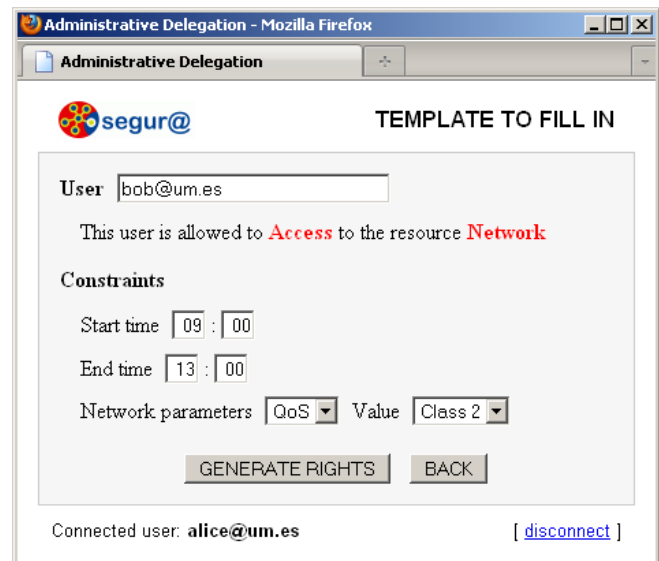 Administrative Delegation - Mozilla Firefox
Administrative Delegation
segur@ TEMPLATE TO FILL IN
User bob@um.es
This user is allowed to Access to the resource Network
Constraints
Start time 09 : 00
End time 13 : 00
Network parameters QoS Value Class 2
GENERATE RIGHTS BACK
Connected user: alice@um.es [ disconnect ]